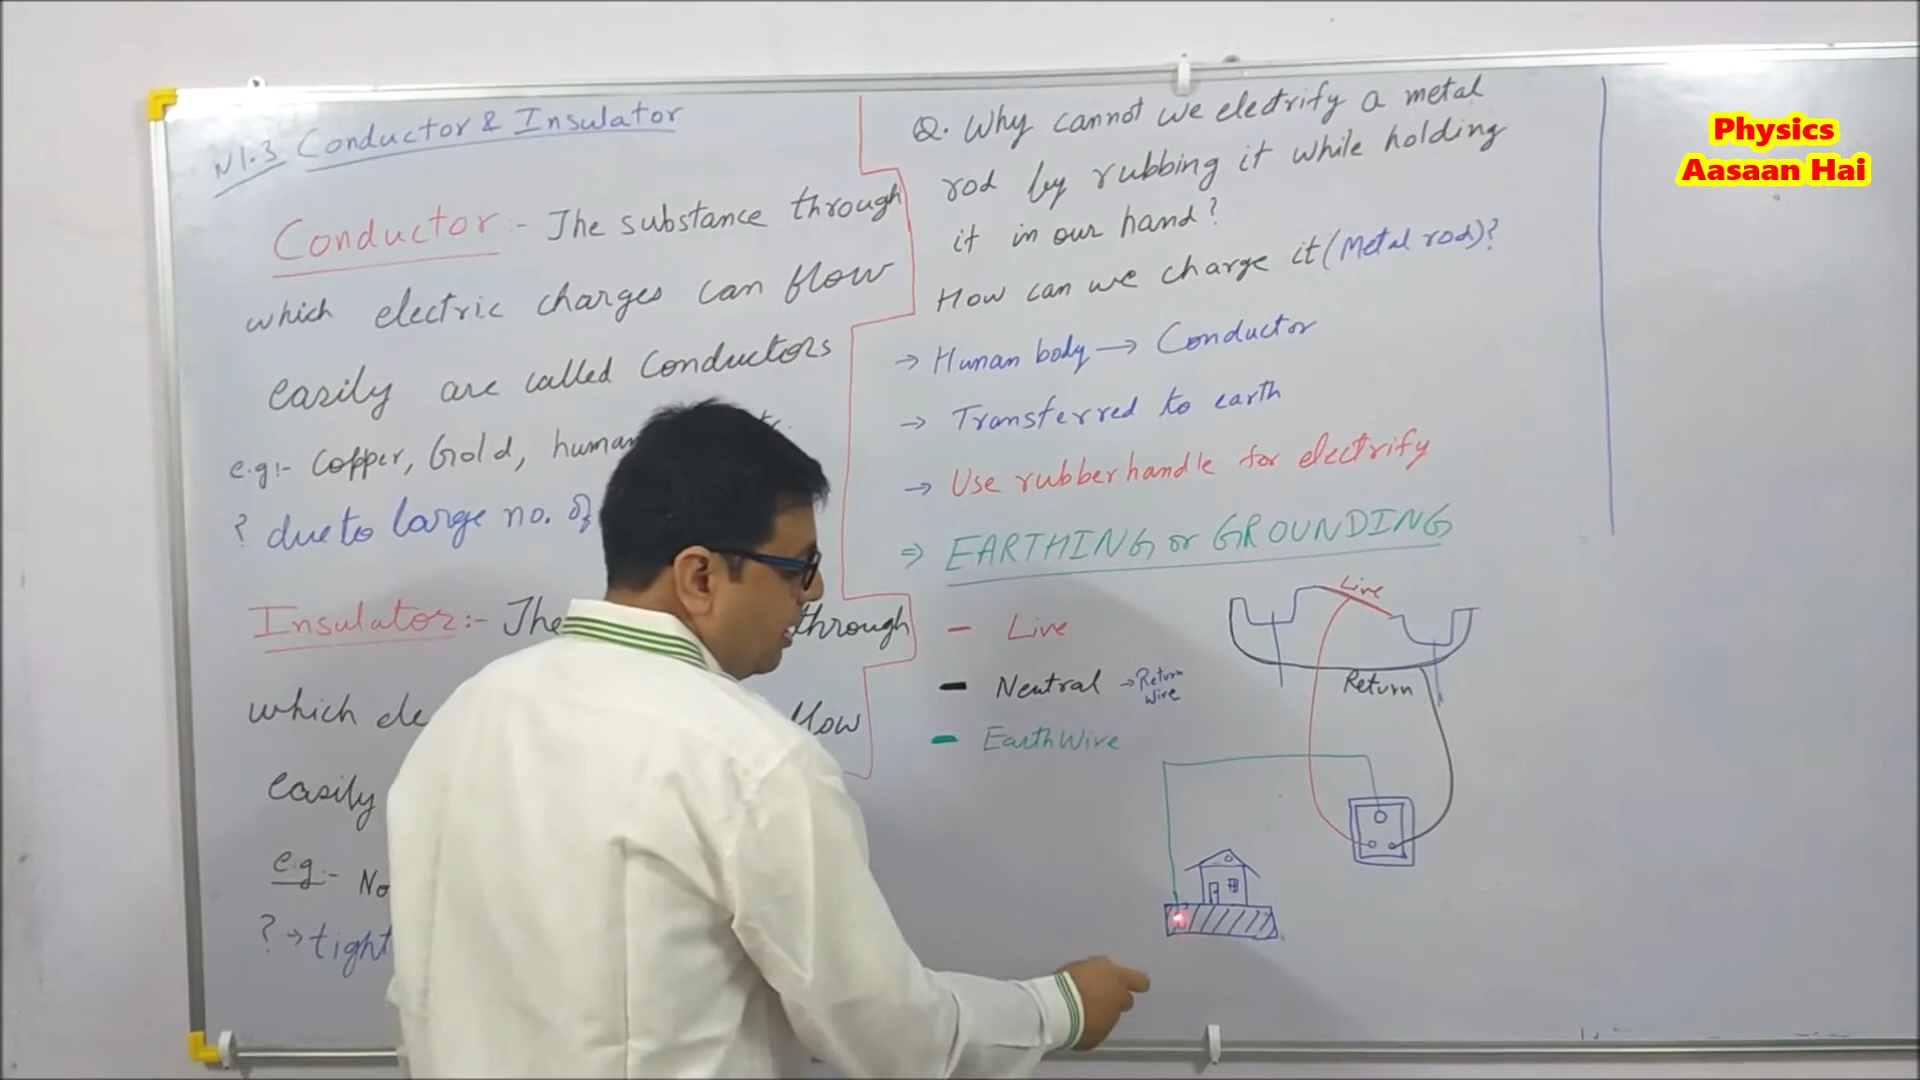 N1.3 Conductor & Insulator
Conductor:- The substance through
which electric charges can flow
easily are called Conductors
e.g:- Copper, Gold, human
? due to large no. of
Insulator:- The through
which ele flow
easily
e.g:- No
? → tight
Q. Why cannot we electrify a metal
rod by rubbing it while holding
it in our hand?
How can we charge it (Metal rod)?
→ Human body → Conductor
→ Transferred to earth
→ Use rubber handle for electrify
⇒ EARTHING or GROUNDING
- Live
- Neutral → Return
Wire
- Earth Wire
Live
Return
Physics
Aasaan Hai